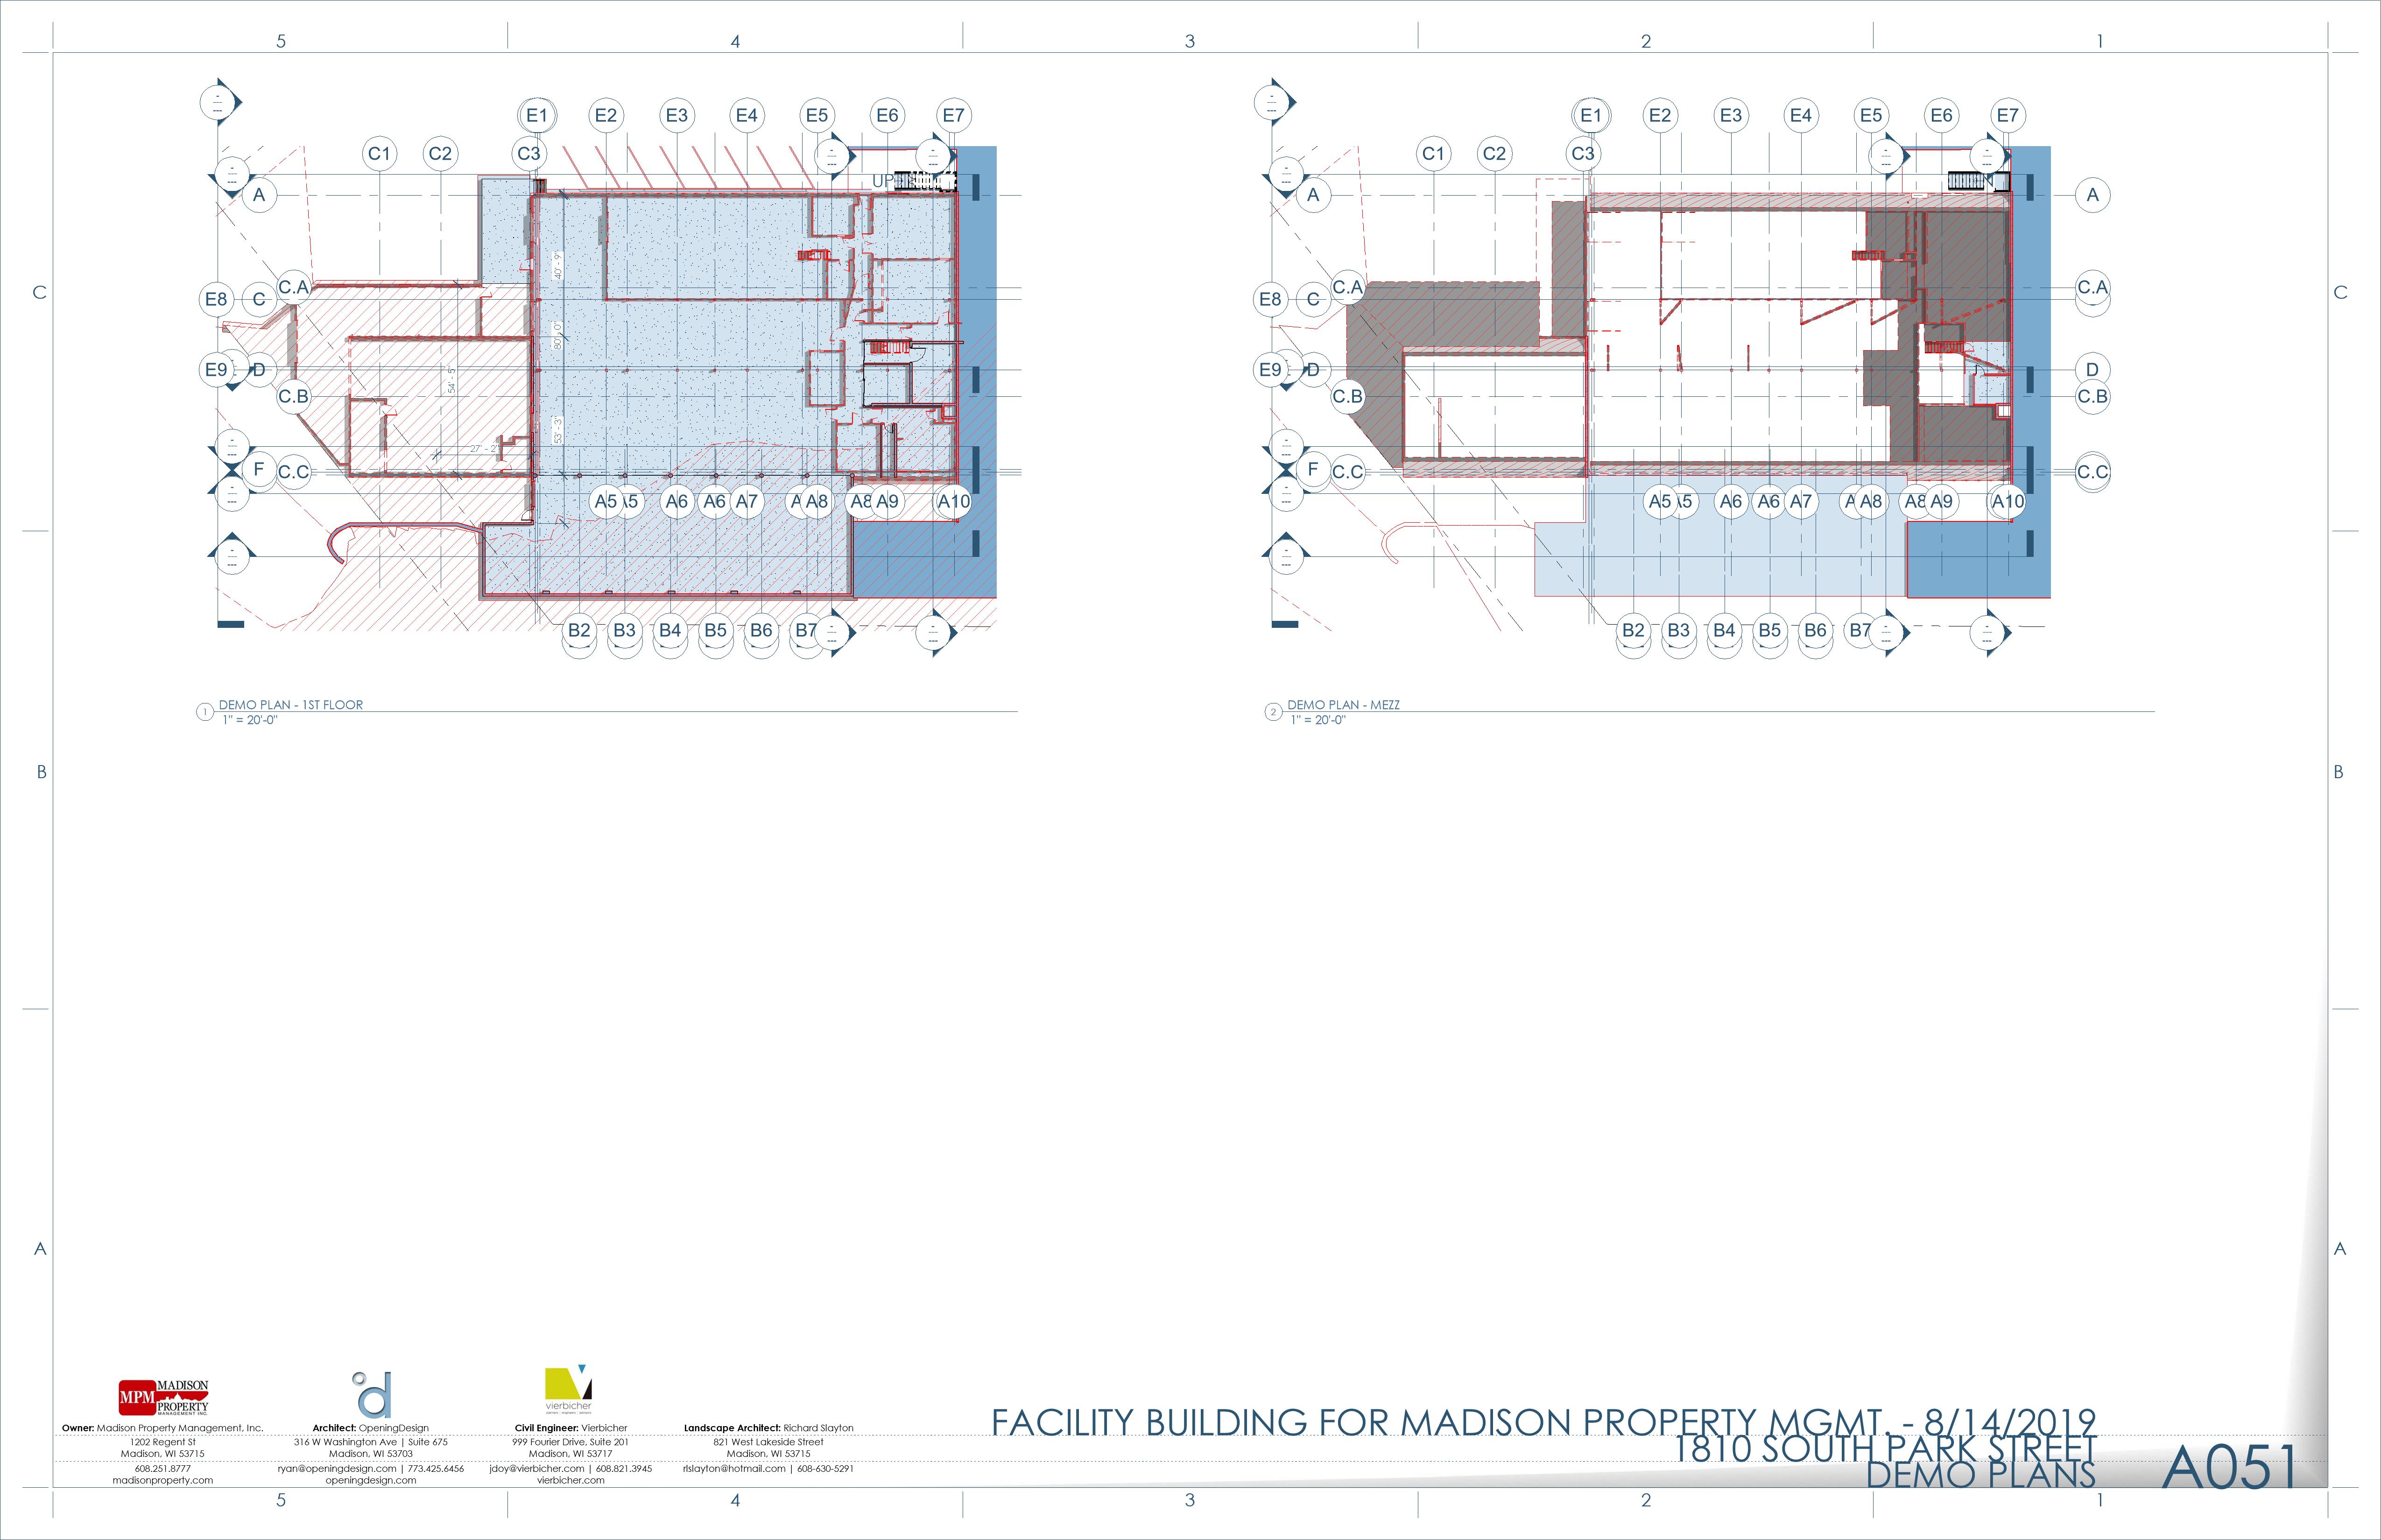 5 4 3 2 1
E1 E2 E3 E4 E5 E6 E7
E1 E2 E3 E4 E5 E6 E7
C1 C2 C3
C1 C2 C3
UP
A
A A
40' - 9"
C C
E8 C C.A
E8 C C.A C.A
80' - 0"
E9 D
E9 D D
54' - 5"
C.B
C.B C.B
53' - 3"
27' - 2
F C.C
F C.C C.C
A5 A5 A6 A6 A7 A A8 A8 A9 A10
A5 A5 A6 A6 A7 A A8 A8 A9 A10
B2 B3 B4 B5 B6 B7
B2 B3 B4 B5 B6 B7
1 DEMO PLAN - 1ST FLOOR
1" = 20'-0"
2 DEMO PLAN - MEZZ
1" = 20'-0"
B B
A A
MPM MADISON PROPERTY MANAGEMENT INC.
Owner: Madison Property Management, Inc.
1202 Regent St
Madison, WI 53715
608.251.8777
madisonproperty.com
d
Architect: OpeningDesign
316 W Washington Ave | Suite 675
Madison, WI 53703
ryan@openingdesign.com | 773.425.6456
openingdesign.com
vierbicher
planners | engineers | advisors
Civil Engineer: Vierbicher
999 Fourier Drive, Suite 201
Madison, WI 53717
jdoy@vierbicher.com | 608.821.3945
vierbicher.com
Landscape Architect: Richard Slayton
821 West Lakeside Street
Madison, WI 53715
rlslayton@hotmail.com | 608-630-5291
FACILITY BUILDING FOR MADISON PROPERTY MGMT. - 8/14/2019
1810 SOUTH PARK STREET
DEMO PLANS
A051
5 4 3 2 1